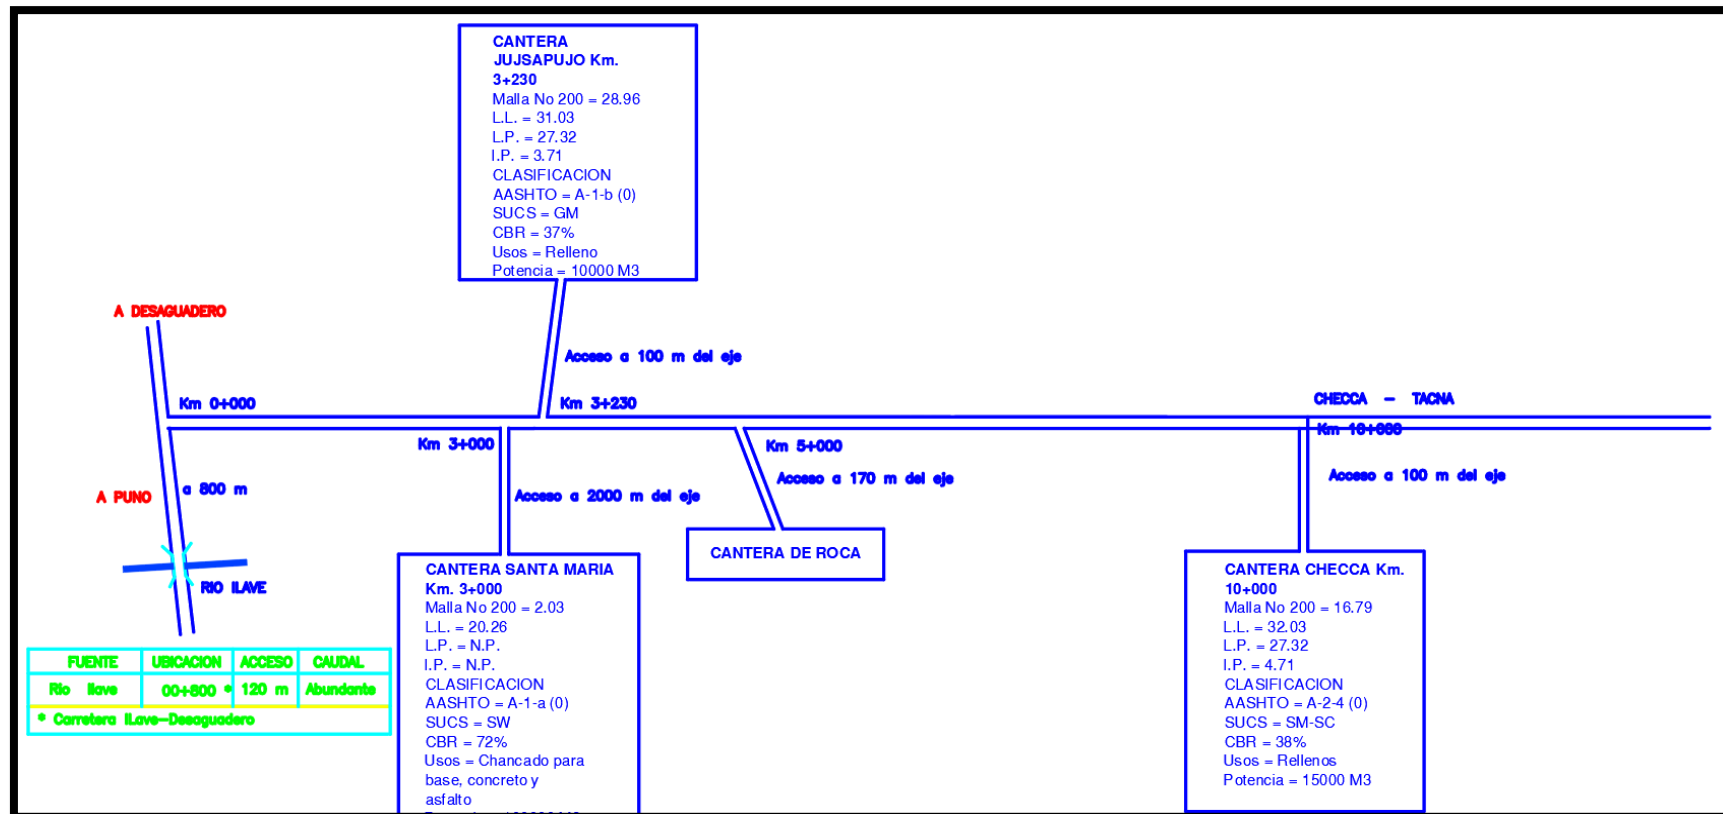 CANTERA
JUJSAPUJO Km.
3+230
Malla No 200 = 28.96
L.L. = 31.03
L.P. = 27.32
I.P. = 3.71
CLASIFICACION
AASHTO = A-1-b (0)
SUCS = GM
CBR = 37%
Usos = Relleno
Potencia = 10000 M3
A DESAGUADERO
Acceso a 100 m del eje
Km 0+000
Km 3+230
CHECCA - TACNA
Km 3+000
Km 5+000
Km 10+000
A PUNO
a 800 m
Acceso a 2000 m del eje
Acceso a 170 m del eje
Acceso a 100 m del eje
CANTERA DE ROCA
RIO ILAVE
CANTERA SANTA MARIA
Km. 3+000
Malla No 200 = 2.03
L.L. = 20.26
L.P. = N.P.
I.P. = N.P.
CLASIFICACION
AASHTO = A-1-a (0)
SUCS = SW
CBR = 72%
Usos = Chancado para
base, concreto y
asfalto
CANTERA CHECCA Km.
10+000
Malla No 200 = 16.79
L.L. = 32.03
L.P. = 27.32
I.P. = 4.71
CLASIFICACION
AASHTO = A-2-4 (0)
SUCS = SM-SC
CBR = 38%
Usos = Rellenos
Potencia = 15000 M3
FUENTE UBICACION ACCESO CAUDAL
Rio Ilave 00+800 * 120 m Abundante
* Carretera ILave-Desaguadero